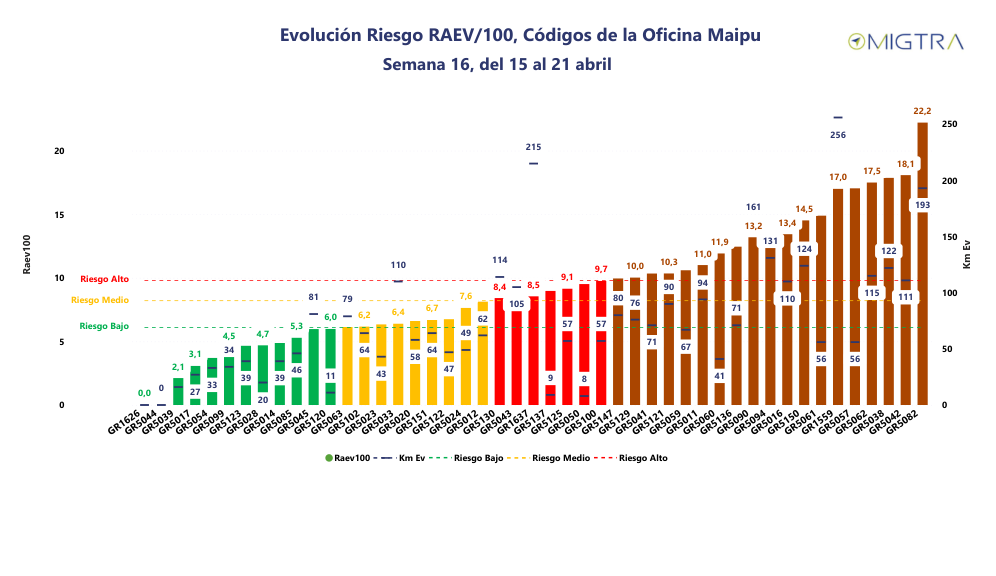 Evolución Riesgo RAEV/100, Códigos de la Oficina Maipu
Semana 16, del 15 al 21 abril
OMIGTRA
Raev100
Km Ev
20
15
10
5
0
250
200
150
100
50
0
Riesgo Alto
Riesgo Medio
Riesgo Bajo
0,0
2,1
3,1
4,5
4,7
5,3
6,0
6,2
6,4
6,7
7,6
8,4
8,5
9,1
9,7
10,0
10,3
11,0
11,9
13,2
13,4
14,5
17,0
17,5
18,1
22,2
0
27
33
34
39
20
39
46
81
11
79
64
43
110
58
64
47
49
62
114
105
215
9
57
8
57
80
76
71
90
67
94
41
71
161
131
110
124
56
256
56
115
122
111
193
GR1626
GR5044
GR5039
GR5017
GR5054
GR5099
GR5123
GR5028
GR5014
GR5085
GR5045
GR5120
GR5063
GR5102
GR5023
GR5033
GR5020
GR5151
GR5122
GR5024
GR5012
GR5130
GR5043
GR1637
GR5137
GR5125
GR5050
GR5100
GR5147
GR5129
GR5041
GR5121
GR5059
GR5011
GR5060
GR5136
GR5090
GR5094
GR5016
GR5150
GR5061
GR1559
GR5057
GR5062
GR5038
GR5042
GR5082
Raev100 Km Ev Riesgo Bajo Riesgo Medio Riesgo Alto